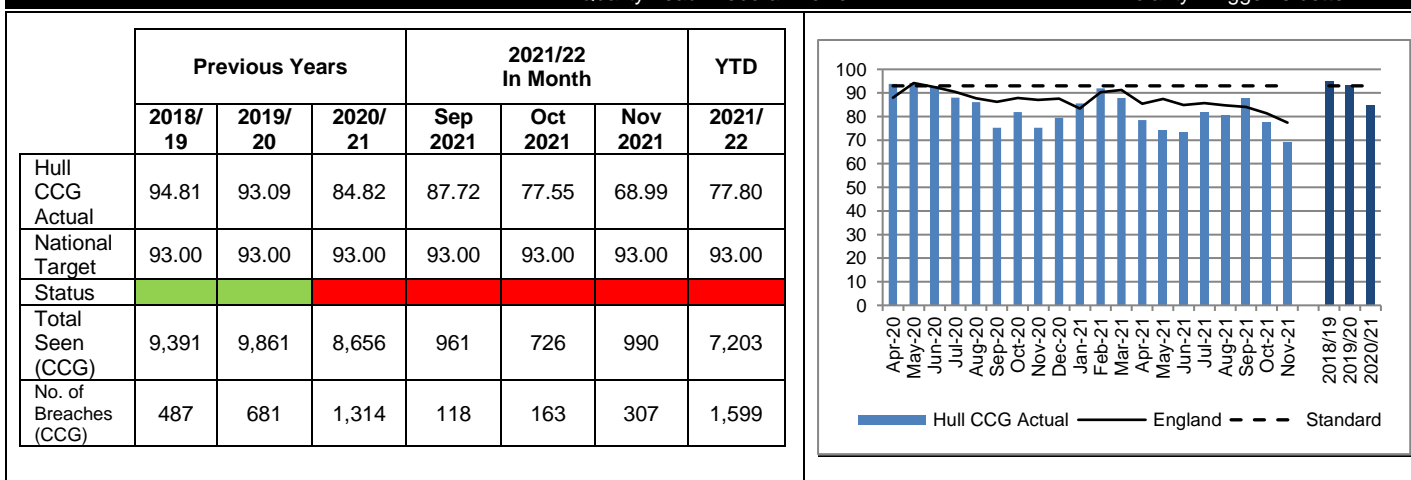 Previous Years
2021/22
In Month
YTD
2018/
19
2019/
20
2020/
21
Sep
2021
Oct
2021
Nov
2021
2021/
22
Hull
CCG
Actual
94.81
93.09
84.82
87.72
77.55
68.99
77.80
National
Target
93.00
93.00
93.00
93.00
93.00
93.00
93.00
Status
Total
Seen
(CCG)
9,391
9,861
8,656
961
726
990
7,203
No. of
Breaches
(CCG)
487
681
1,314
118
163
307
1,599
100
90
80
70
60
50
40
30
20
10
0
Apr-20
May-20
Jun-20
Jul-20
Aug-20
Sep-20
Oct-20
Nov-20
Dec-20
Jan-21
Feb-21
Mar-21
Apr-21
May-21
Jun-21
Jul-21
Aug-21
Sep-21
Oct-21
Nov-21
2018/19
2019/20
2020/21
Hull CCG Actual
England
Standard